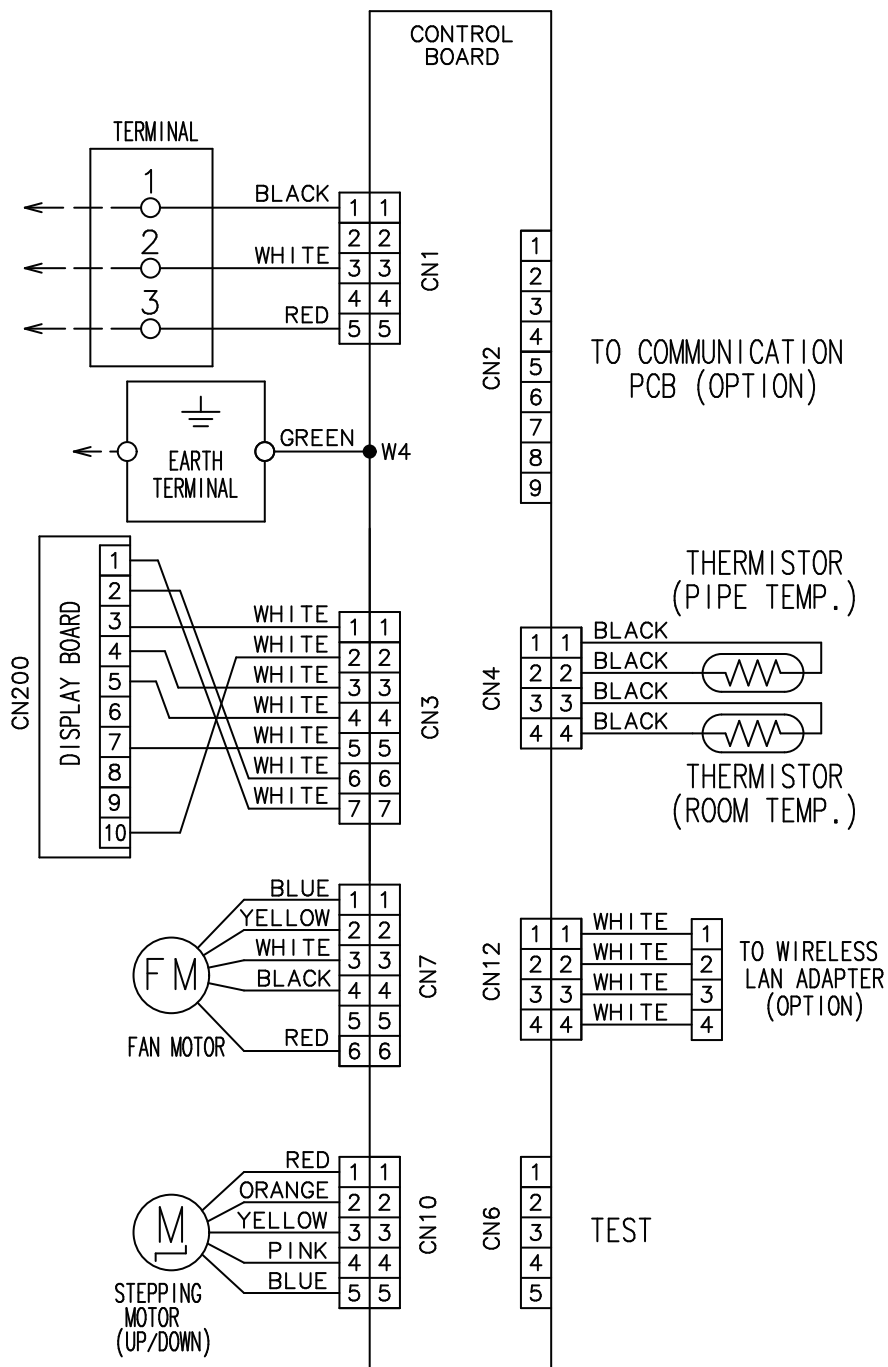 CONTROL
BOARD
TERMINAL
1
BLACK
1 1
2 2
2
WHITE
3 3
4 4
3
RED
5 5
CN1
EARTH
TERMINAL
GREEN
W4
CN2
1
2
3
4
5
6
7
8
9
TO COMMUNICATION
PCB (OPTION)
CN200
DISPLAY BOARD
1
2
3
4
5
6
7
8
9
10
WHITE 1 1
WHITE 2 2
WHITE 3 3
WHITE 4 4
WHITE 5 5
WHITE 6 6
WHITE 7 7
CN3
THERMISTOR
(PIPE TEMP.)
CN4
1 1 BLACK
2 2 BLACK
3 3 BLACK
4 4 BLACK
THERMISTOR
(ROOM TEMP.)
FM
FAN MOTOR
BLUE 1 1
YELLOW 2 2
WHITE 3 3
BLACK 4 4
5 5
RED 6 6
CN7
CN12
1 1 WHITE 1
2 2 WHITE 2
3 3 WHITE 3
4 4 WHITE 4
TO WIRELESS
LAN ADAPTER
(OPTION)
M
STEPPING
MOTOR
(UP/DOWN)
RED 1 1
ORANGE 2 2
YELLOW 3 3
PINK 4 4
BLUE 5 5
CN10
CN6
1
2
3
4
5
TEST